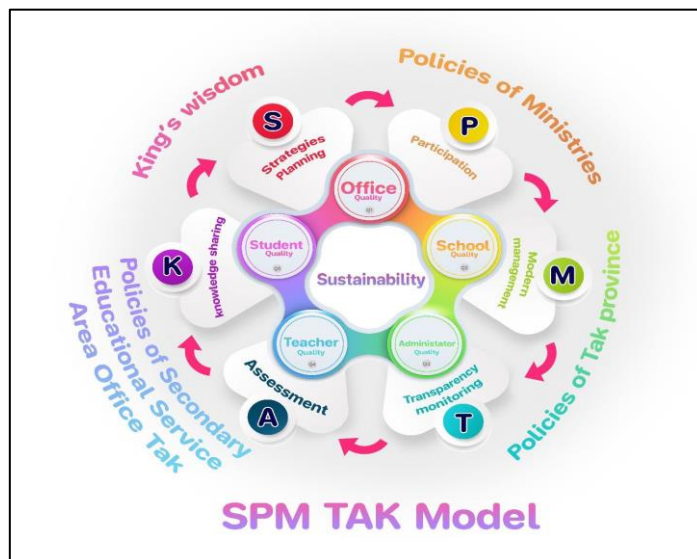 King's wisdom
Policies of Ministries
Policies of Tak province
Policies of Secondary
Educational Service
Area Office Tak
S
Strategies
Planning
P
Participation
M
Modern
management
T
Transparency
monitoring
A
Assessment
K
knowledge sharing
Office
Quality
Q1
School
Quality
Administator
Quality
Teacher
Quality
Student
Quality
Sustainability
SPM TAK Model